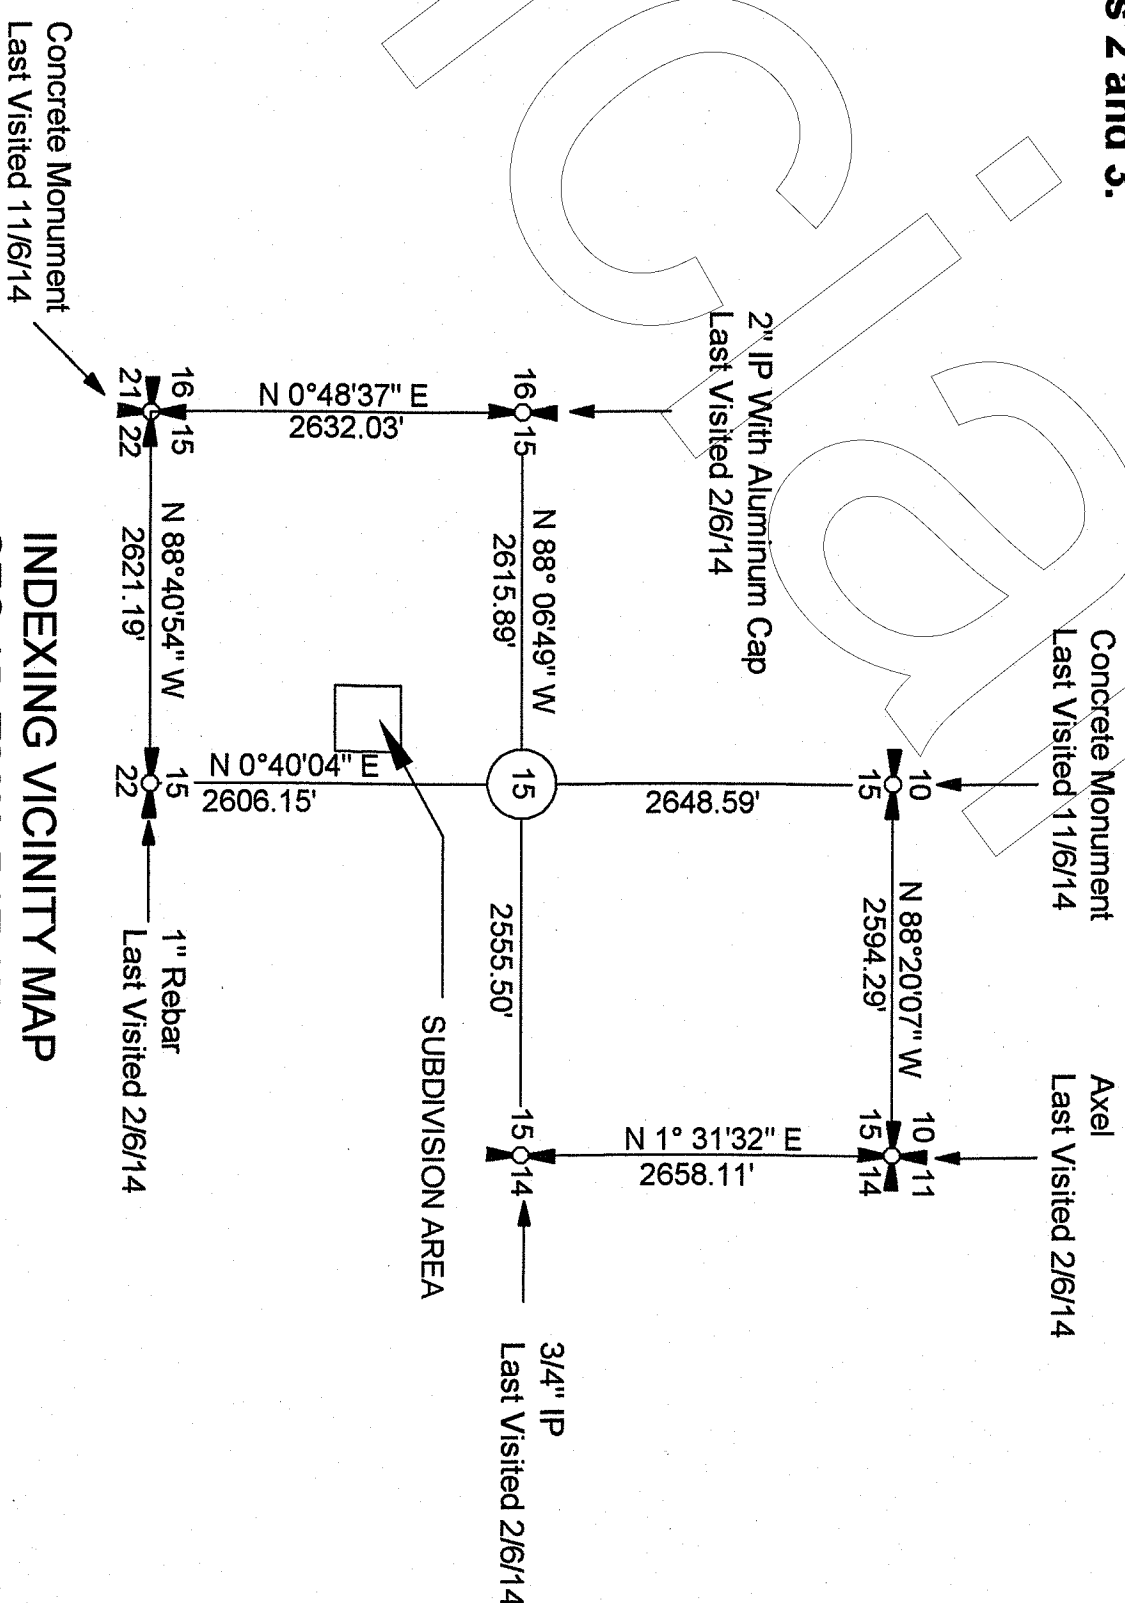 s 2 and 3.
Concrete Monument
Last Visited 11/6/14
Axel
Last Visited 2/6/14
10
15
N 88°20'07" W
2594.29'
10
11
15
14
2" IP With Aluminum Cap
Last Visited 2/6/14
2648.59'
N 1° 31'32" E
2658.11'
16
15
N 88° 06'49" W
2615.89'
15
2555.50'
15
14
3/4" IP
Last Visited 2/6/14
N 0°48'37" E
2632.03'
N 0°40'04" E
2606.15'
SUBDIVISION AREA
16
15
21
22
N 88°40'54" W
2621.19'
15
22
1" Rebar
Last Visited 2/6/14
Concrete Monument
Last Visited 11/6/14
INDEXING VICINITY MAP